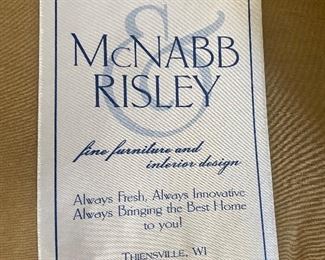 &
McNABB
RISLEY
fine furniture and
interior design
Always Fresh, Always Innovative
Always Bringing the Best Home
to you!
THIENSVILLE, WI